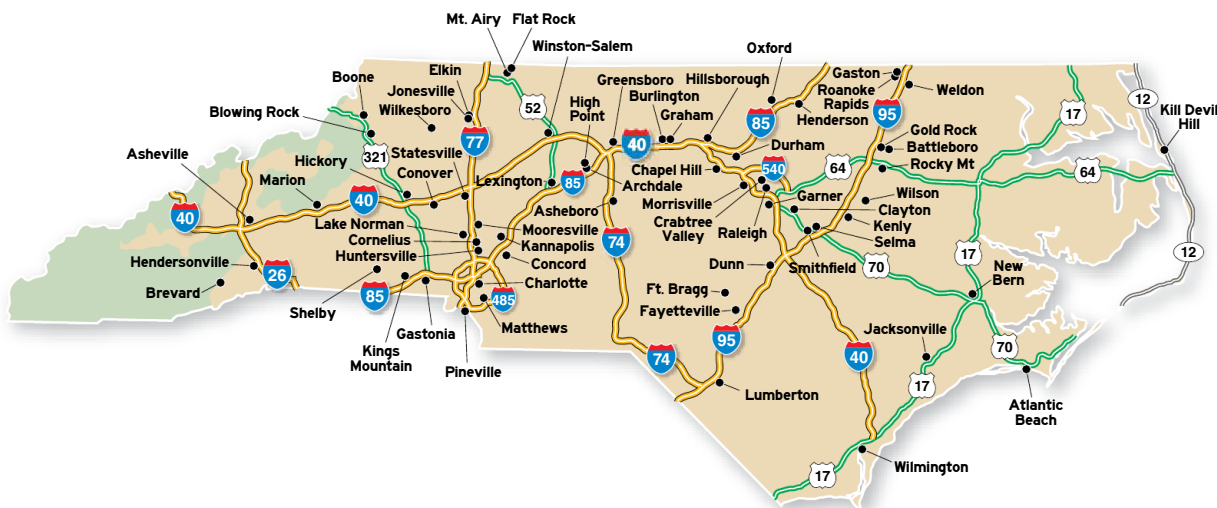 Mt. Airy
Flat Rock
Winston-Salem
Oxford
Elkin
Boone
Jonesville
Wilkesboro
Blowing Rock
Greensboro
Hillsborough
Burlington
Graham
High
Point
Gaston
Roanoke
Rapids
Weldon
Henderson
52
85
95
17
12
Kill Devil
Hill
77
40
321
Asheville
Hickory
Statesville
Conover
Marion
Lexington
85
Archdale
Durham
Chapel Hill
540
64
Gold Rock
Battleboro
Rocky Mt
64
40
40
Asheboro
Morrisville
Crabtree
Valley
Raleigh
Garner
Wilson
Clayton
Kenly
Selma
Smithfield
Lake Norman
Cornelius
Huntersville
Mooresville
Kannapolis
Concord
Charlotte
74
17
12
Hendersonville
26
Brevard
85
485
Dunn
70
New
Bern
Shelby
Gastonia
Matthews
Kings
Mountain
Pineville
Ft. Bragg
Fayetteville
95
74
40
Jacksonville
70
17
Lumberton
Atlantic
Beach
Wilmington
17